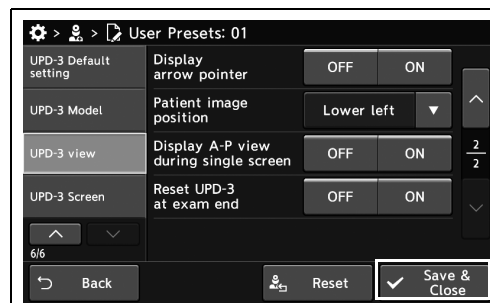 > > User Presets: 01
UPD-3 Default
setting
UPD-3 Model
UPD-3 view
UPD-3 Screen
6/6
Display
arrow pointer
OFF ON
Patient image
position
Lower left ▼
Display A-P view
during single screen
OFF ON
Reset UPD-3
at exam end
OFF ON
2
2
Back
Reset
Save &
Close